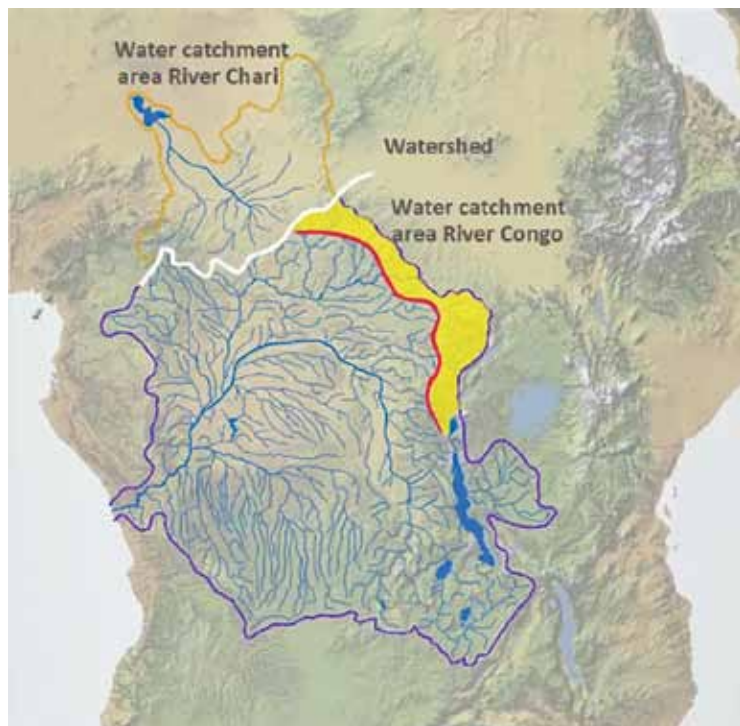 Water catchment
area River Chari
Watershed
Water catchment
area River Congo